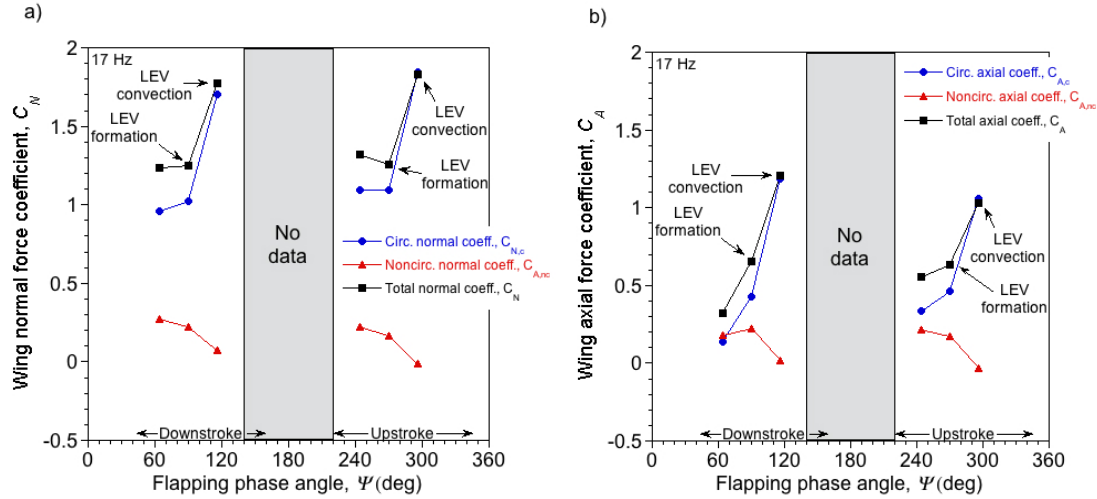 a)
17 Hz
LEV
convection
LEV
formation
LEV
convection
LEV
formation
No
data
Circ. normal coeff., C_N,c
Noncirc. normal coeff., C_A,nc
Total normal coeff., C_N
Downstroke
Upstroke
2
1.5
1
0.5
0
-0.5
0
60
120
180
240
300
360
Wing normal force coefficient, C_N
Flapping phase angle, Ψ(deg)
b)
17 Hz
Circ. axial coeff., C_A,c
Noncirc. axial coeff., C_A,nc
Total axial coeff., C_A
LEV
convection
LEV
formation
LEV
convection
LEV
formation
No
data
Downstroke
Upstroke
2
1.5
1
0.5
0
-0.5
0
60
120
180
240
300
360
Wing axial force coefficient, C_A
Flapping phase angle, Ψ(deg)